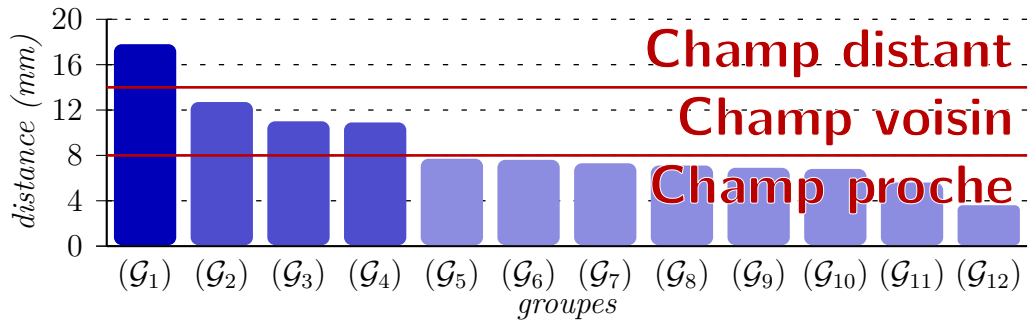 20
Champ distant
16
12
Champ voisin
8
Champ proche
4
0
distance (mm)
(𝒢₁) (𝒢₂) (𝒢₃) (𝒢₄) (𝒢₅) (𝒢₆) (𝒢₇) (𝒢₈) (𝒢₉) (𝒢₁₀) (𝒢₁₁) (𝒢₁₂)
groupes